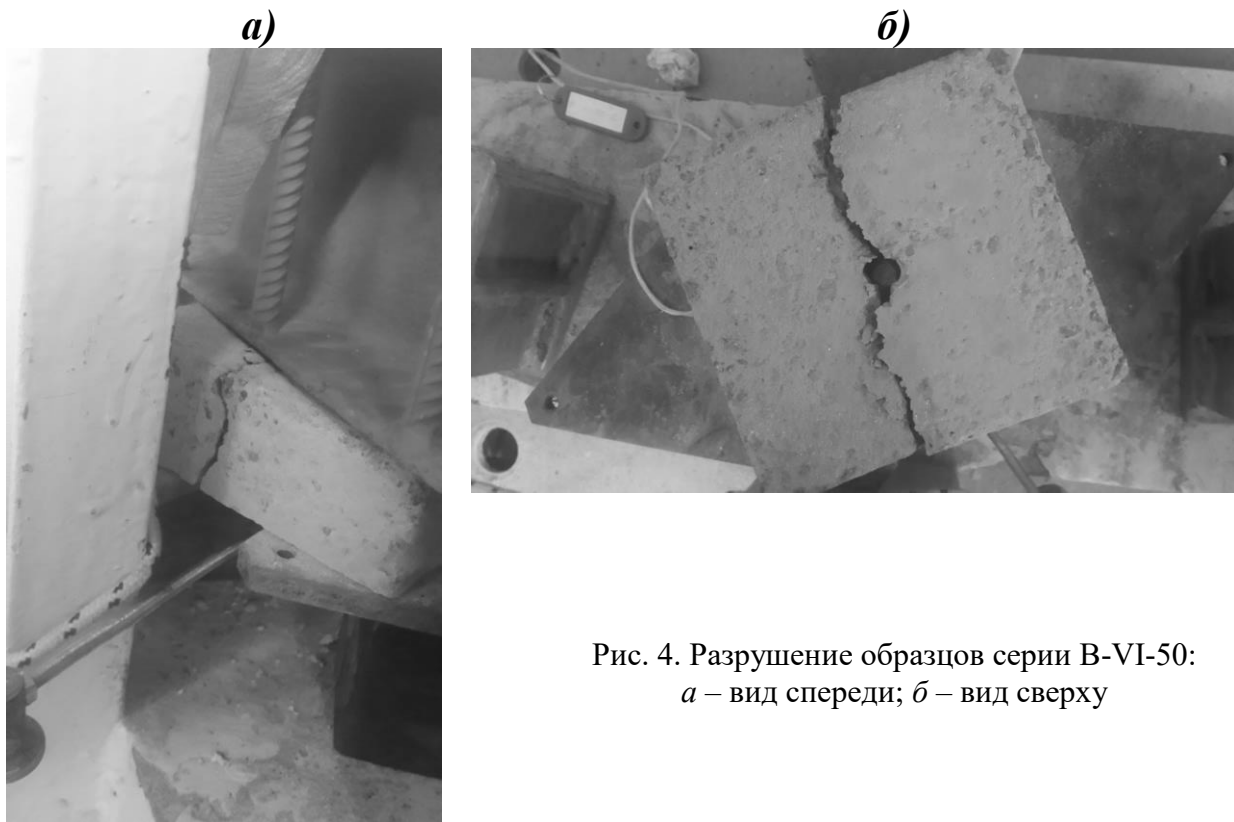 а)
б)
Рис. 4. Разрушение образцов серии В-VI-50:
а – вид спереди; б – вид сверху